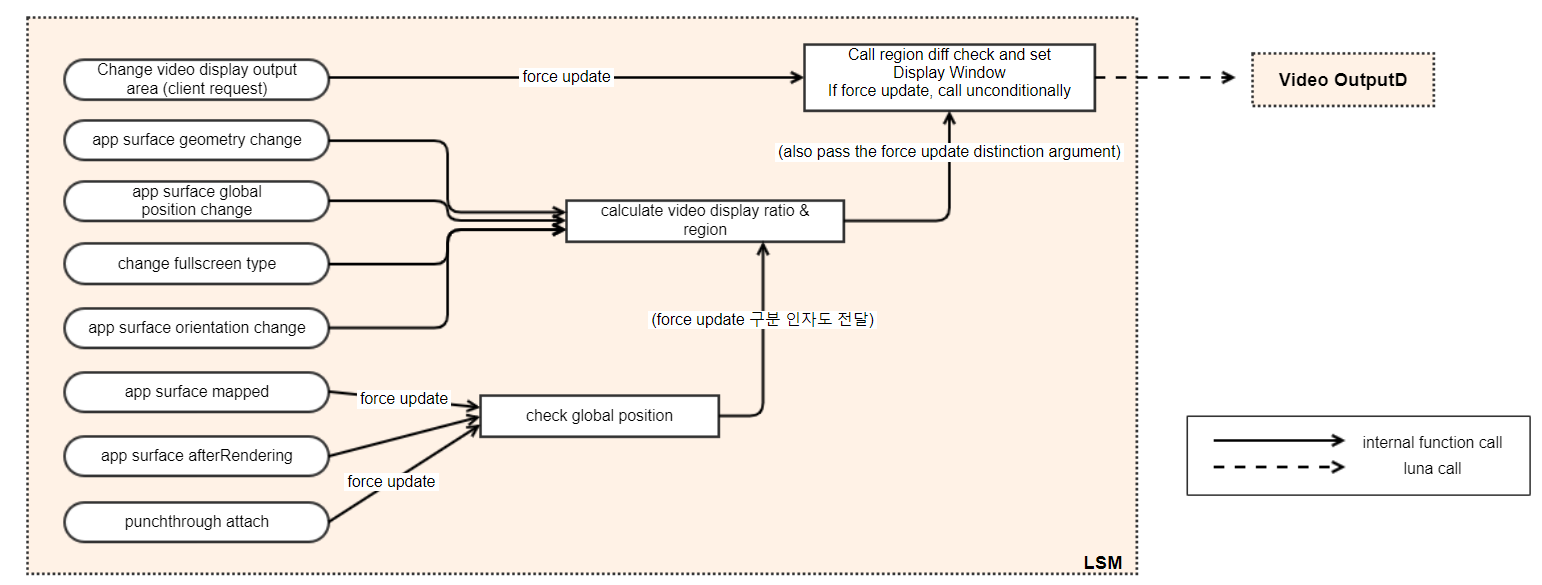 Change video display output
area (client request)
force update
Call region diff check and set
Display Window
If force update, call unconditionally
Video OutputD
app surface geometry change
(also pass the force update distinction argument)
app surface global
position change
calculate video display ratio &
region
change fullscreen type
app surface orientation change
(force update 구분 인자도 전달)
app surface mapped
force update
check global position
app surface afterRendering
force update
punchthrough attach
internal function call
luna call
LSM